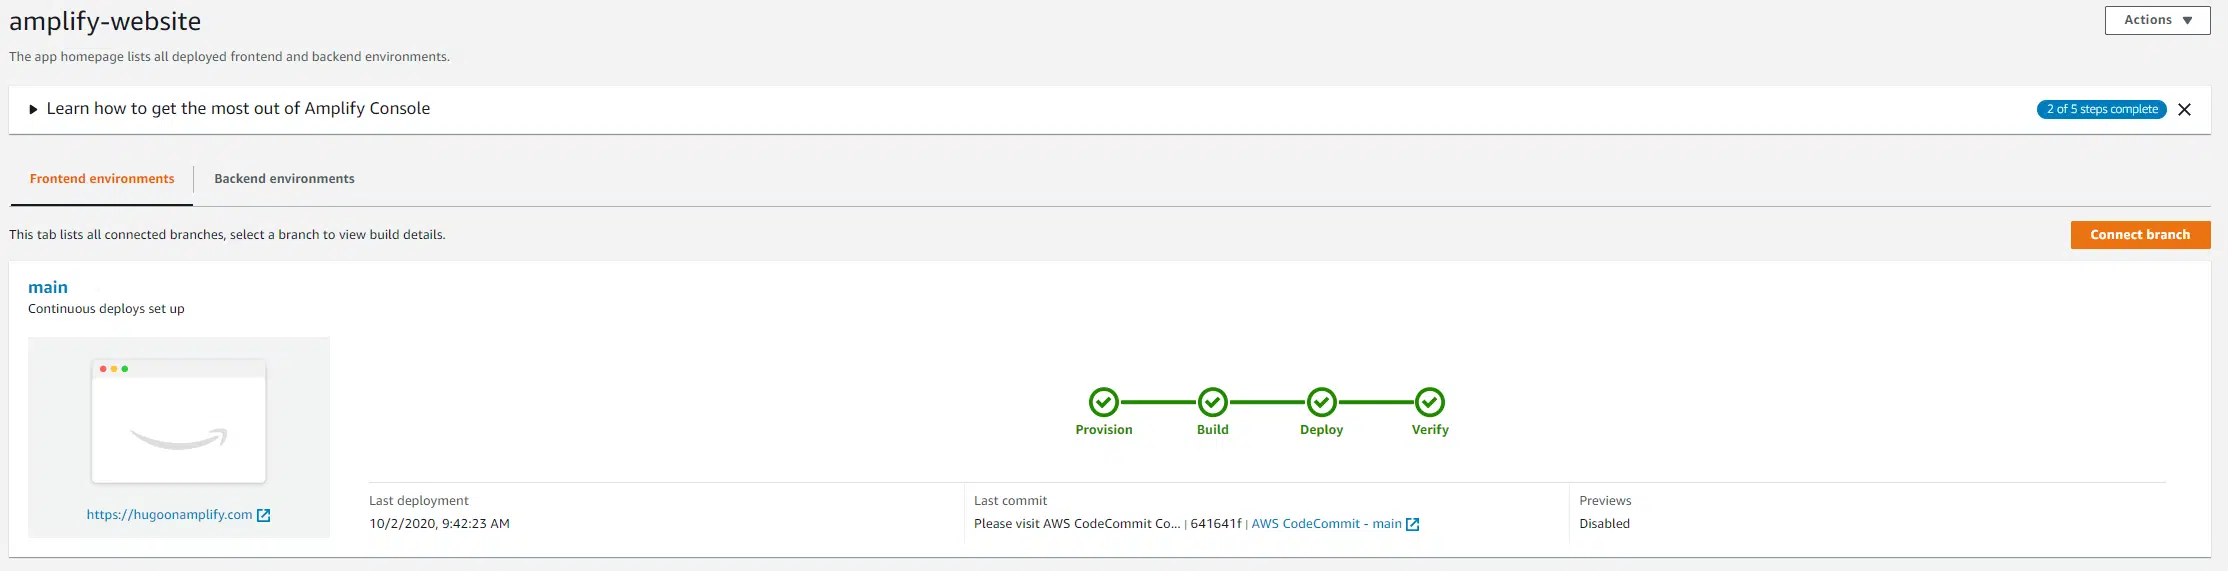 amplify-website
Actions
The app homepage lists all deployed frontend and backend environments.
Learn how to get the most out of Amplify Console
2 of 5 steps complete
Frontend environments
Backend environments
This tab lists all connected branches, select a branch to view build details.
Connect branch
main
Continuous deploys set up
Provision
Build
Deploy
Verify
https://hugoonamplify.com
Last deployment
10/2/2020, 9:42:23 AM
Last commit
Please visit AWS CodeCommit Co... | 641641f | AWS CodeCommit - main
Previews
Disabled